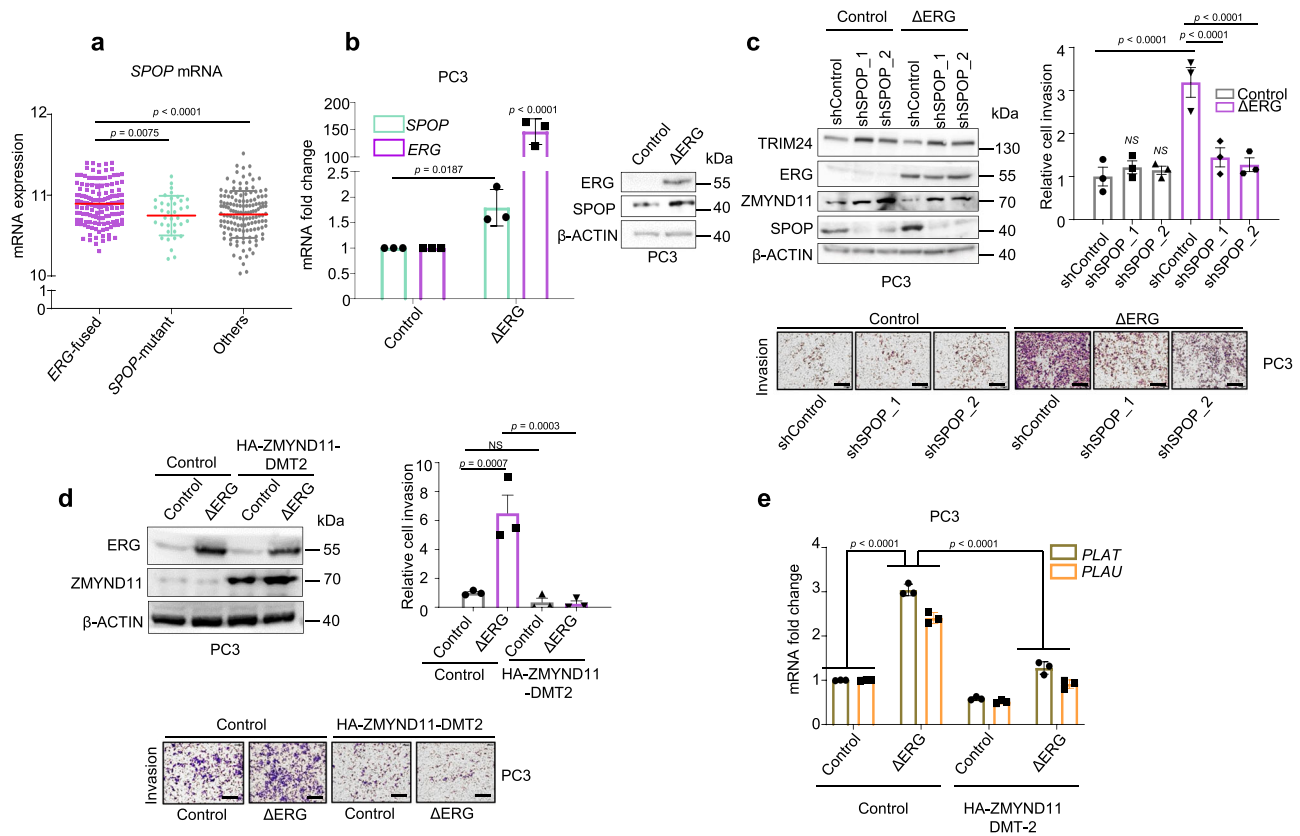 a
SPOP mRNA
mRNA expression
12
11
10
1
0
p < 0.0001
p = 0.0075
ERG-fused
SPOP-mutant
Others
b
PC3
mRNA fold change
200
150
100
50
2.5
2
1.5
1
0.5
0
SPOP
ERG
p < 0.0001
p = 0.0187
Control
ΔERG
Control
ΔERG
kDa
ERG
55
SPOP
40
β-ACTIN
40
PC3
c
Control
ΔERG
shControl
shSPOP_1
shSPOP_2
shControl
shSPOP_1
shSPOP_2
kDa
TRIM24
130
ERG
55
ZMYND11
70
SPOP
40
β-ACTIN
40
PC3
Relative cell invasion
4
3
2
1
0
p < 0.0001
p < 0.0001
p < 0.0001
NS
NS
Control
ΔERG
shControl
shSPOP_1
shSPOP_2
shControl
shSPOP_1
shSPOP_2
Control
ΔERG
Invasion
PC3
shControl
shSPOP_1
shSPOP_2
shControl
shSPOP_1
shSPOP_2
d
Control
HA-ZMYND11-
DMT2
Control
ΔERG
Control
ΔERG
kDa
ERG
55
ZMYND11
70
β-ACTIN
40
PC3
Relative cell invasion
10
8
6
4
2
0
p = 0.0003
NS
p = 0.0007
Control
ΔERG
Control
ΔERG
Control
HA-ZMYND11
-DMT2
Control
HA-ZMYND11-DMT2
Invasion
PC3
Control
ΔERG
Control
ΔERG
e
PC3
mRNA fold change
4
3
2
1
0
p < 0.0001
p < 0.0001
PLAT
PLAU
Control
ΔERG
Control
ΔERG
Control
HA-ZMYND11
DMT-2